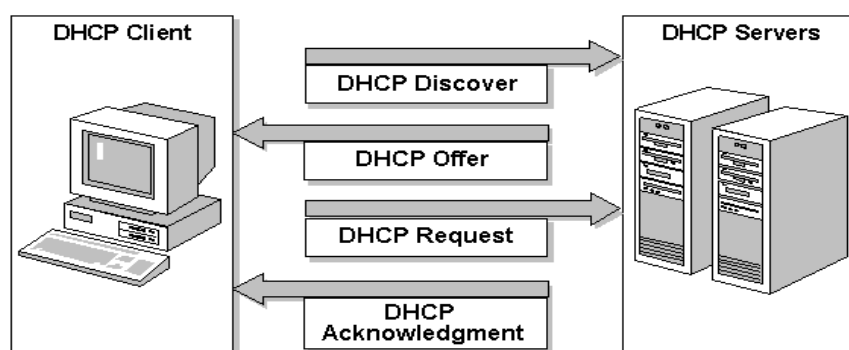 DHCP Client
DHCP Servers
DHCP Discover
DHCP Offer
DHCP Request
DHCP
Acknowledgment